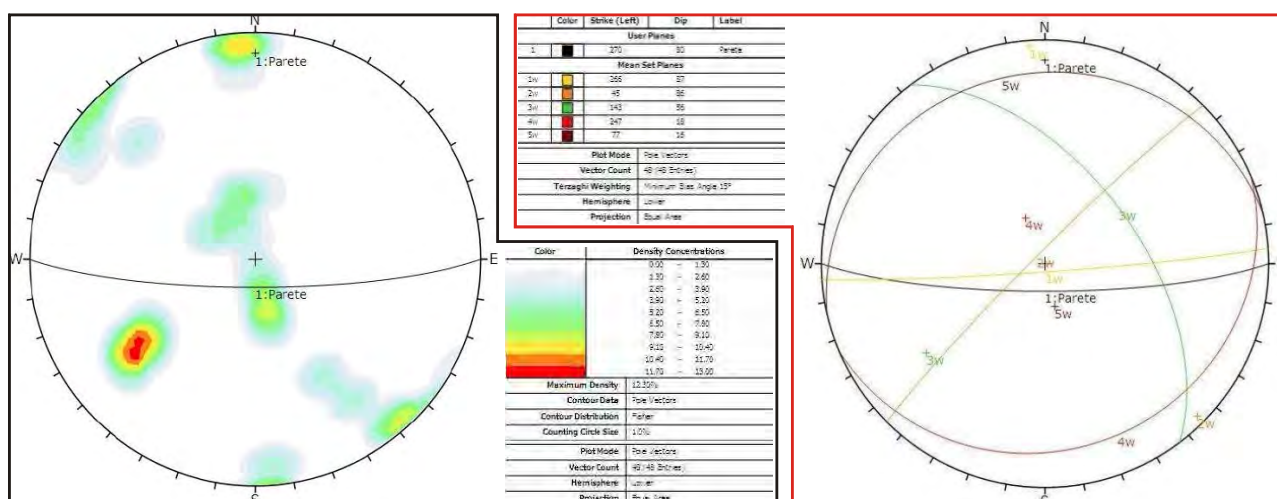 N
1:Parete
W
E
1:Parete
S
Color Strike (Left) Dip Label
User Planes
1 270 Parete
Mean Set Planes
1w 266 87
2w 45 86
3w 143 56
4w 247 18
5w 77 16
Plot Mode Pole Vectors
Vector Count 48 (48 Entries)
Terzaghi Weighting Minimum Bias Angle 15°
Hemisphere Lower
Projection Equal Area
Color Density Concentrations
0.00 - 1.30
1.30 - 2.60
2.60 - 3.90
3.90 - 5.20
5.20 - 6.50
6.50 - 7.80
7.80 - 9.10
9.10 - 10.40
10.40 - 11.70
11.70 - 13.00
Maximum Density
Contour Data Pole Vectors
Contour Distribution Fisher
Counting Circle Size 1.0%
Plot Mode Pole Vectors
Vector Count 48 (48 Entries)
Hemisphere Lower
Projection Equal Area
N
1w
1:Parete
5w
3w
4w
W
2w
E
1w
1:Parete
5w
3w
2w
4w